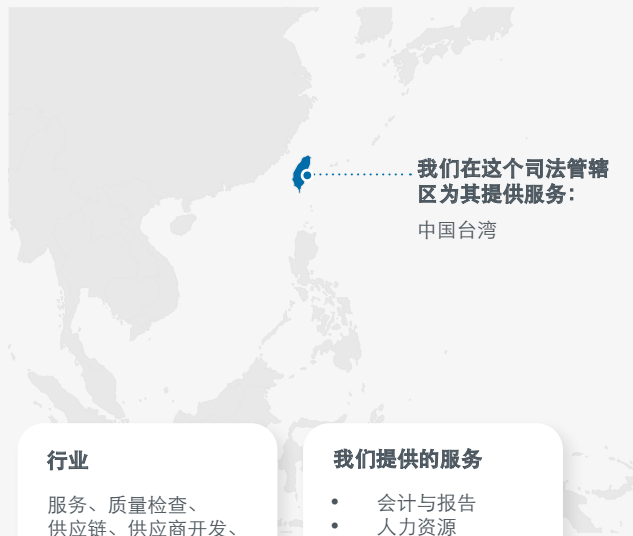 我们在这个司法管辖
区为其提供服务：
中国台湾
行业
服务、质量检查、
供应链、供应商开发、
我们提供的服务
• 会计与报告
• 人力资源